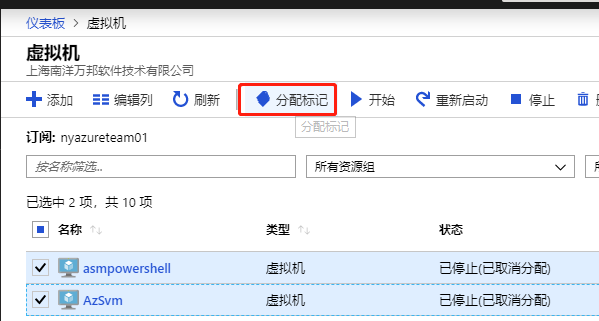 仪表板 > 虚拟机
虚拟机
上海南洋万邦软件技术有限公司
添加 编辑列 刷新 分配标记 开始 重新启动 停止
分配标记
订阅: nyazureteam01
按名称筛选... 所有资源组
已选中 2 项，共 10 项
名称 类型 状态
asmpowershell 虚拟机 已停止(已取消分配)
AzSvm 虚拟机 已停止(已取消分配)